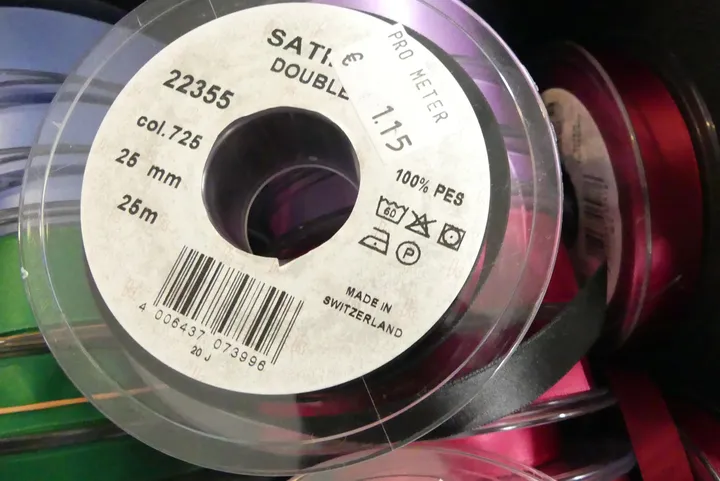 SATI
DOUBLE
22355
col.725
25 mm
25m
PRO METER
€ 1.15
100% PES
60
P
MADE IN
SWITZERLAND
4 006437 073996
20 J